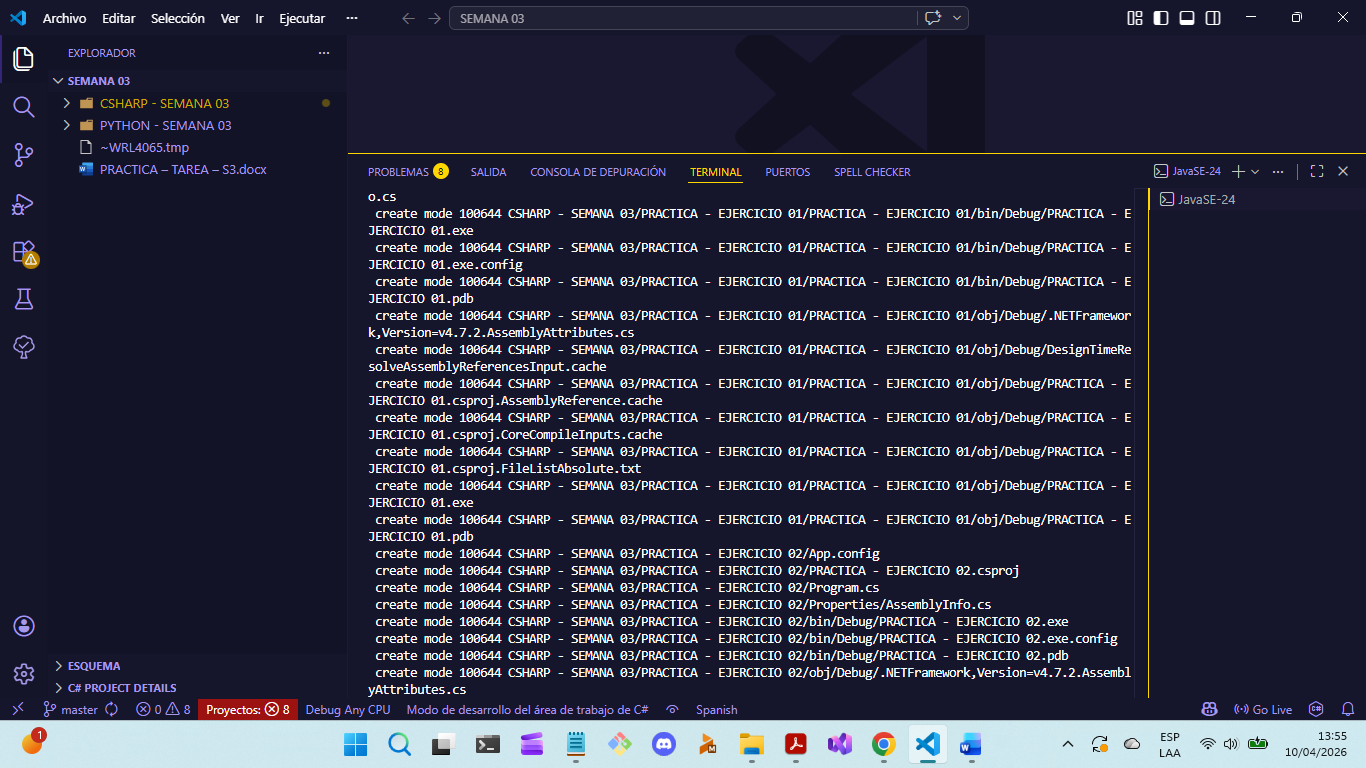 Archivo Editar Selección Ver Ir Ejecutar ···
SEMANA 03
EXPLORADOR
SEMANA 03
CSHARP - SEMANA 03
PYTHON - SEMANA 03
~WRL4065.tmp
PRACTICA – TAREA – S3.docx
ESQUEMA
C# PROJECT DETAILS
PROBLEMAS 8 SALIDA CONSOLA DE DEPURACIÓN TERMINAL PUERTOS SPELL CHECKER
JavaSE-24
JavaSE-24
o.cs
create mode 100644 CSHARP - SEMANA 03/PRACTICA - EJERCICIO 01/PRACTICA - EJERCICIO 01/bin/Debug/PRACTICA - E
JERCICIO 01.exe
create mode 100644 CSHARP - SEMANA 03/PRACTICA - EJERCICIO 01/PRACTICA - EJERCICIO 01/bin/Debug/PRACTICA - E
JERCICIO 01.exe.config
create mode 100644 CSHARP - SEMANA 03/PRACTICA - EJERCICIO 01/PRACTICA - EJERCICIO 01/bin/Debug/PRACTICA - E
JERCICIO 01.pdb
create mode 100644 CSHARP - SEMANA 03/PRACTICA - EJERCICIO 01/PRACTICA - EJERCICIO 01/obj/Debug/.NETFramewor
k,Version=v4.7.2.AssemblyAttributes.cs
create mode 100644 CSHARP - SEMANA 03/PRACTICA - EJERCICIO 01/PRACTICA - EJERCICIO 01/obj/Debug/DesignTimeRe
solveAssemblyReferencesInput.cache
create mode 100644 CSHARP - SEMANA 03/PRACTICA - EJERCICIO 01/PRACTICA - EJERCICIO 01/obj/Debug/PRACTICA - E
JERCICIO 01.csproj.AssemblyReference.cache
create mode 100644 CSHARP - SEMANA 03/PRACTICA - EJERCICIO 01/PRACTICA - EJERCICIO 01/obj/Debug/PRACTICA - E
JERCICIO 01.csproj.CoreCompileInputs.cache
create mode 100644 CSHARP - SEMANA 03/PRACTICA - EJERCICIO 01/PRACTICA - EJERCICIO 01/obj/Debug/PRACTICA - E
JERCICIO 01.csproj.FileListAbsolute.txt
create mode 100644 CSHARP - SEMANA 03/PRACTICA - EJERCICIO 01/PRACTICA - EJERCICIO 01/obj/Debug/PRACTICA - E
JERCICIO 01.exe
create mode 100644 CSHARP - SEMANA 03/PRACTICA - EJERCICIO 01/PRACTICA - EJERCICIO 01/obj/Debug/PRACTICA - E
JERCICIO 01.pdb
create mode 100644 CSHARP - SEMANA 03/PRACTICA - EJERCICIO 02/App.config
create mode 100644 CSHARP - SEMANA 03/PRACTICA - EJERCICIO 02/PRACTICA - EJERCICIO 02.csproj
create mode 100644 CSHARP - SEMANA 03/PRACTICA - EJERCICIO 02/Program.cs
create mode 100644 CSHARP - SEMANA 03/PRACTICA - EJERCICIO 02/Properties/AssemblyInfo.cs
create mode 100644 CSHARP - SEMANA 03/PRACTICA - EJERCICIO 02/bin/Debug/PRACTICA - EJERCICIO 02.exe
create mode 100644 CSHARP - SEMANA 03/PRACTICA - EJERCICIO 02/bin/Debug/PRACTICA - EJERCICIO 02.exe.config
create mode 100644 CSHARP - SEMANA 03/PRACTICA - EJERCICIO 02/bin/Debug/PRACTICA - EJERCICIO 02.pdb
create mode 100644 CSHARP - SEMANA 03/PRACTICA - EJERCICIO 02/obj/Debug/.NETFramework,Version=v4.7.2.Assembl
yAttributes.cs
master 0 8 Proyectos: 8 Debug Any CPU Modo de desarrollo del área de trabajo de C# Spanish Go Live
1
ESP
LAA
13:55
10/04/2026